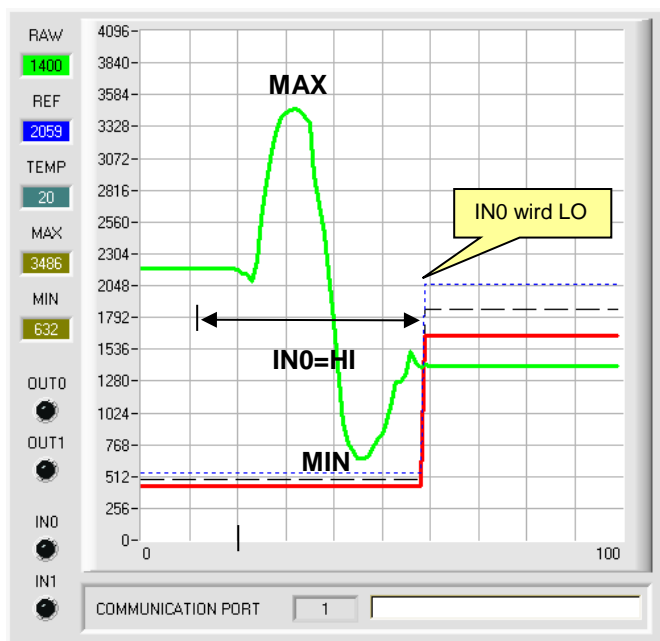 RAW
1400
REF
2059
TEMP
20
MAX
3486
MIN
632
OUT0
OUT1
IN0
IN1
4096
3840
3584
3328
3072
2816
2560
2304
2048
1792
1536
1280
1024
768
512
256
0
0
100
MAX
IN0 wird LO
IN0=HI
MIN
COMMUNICATION PORT
1